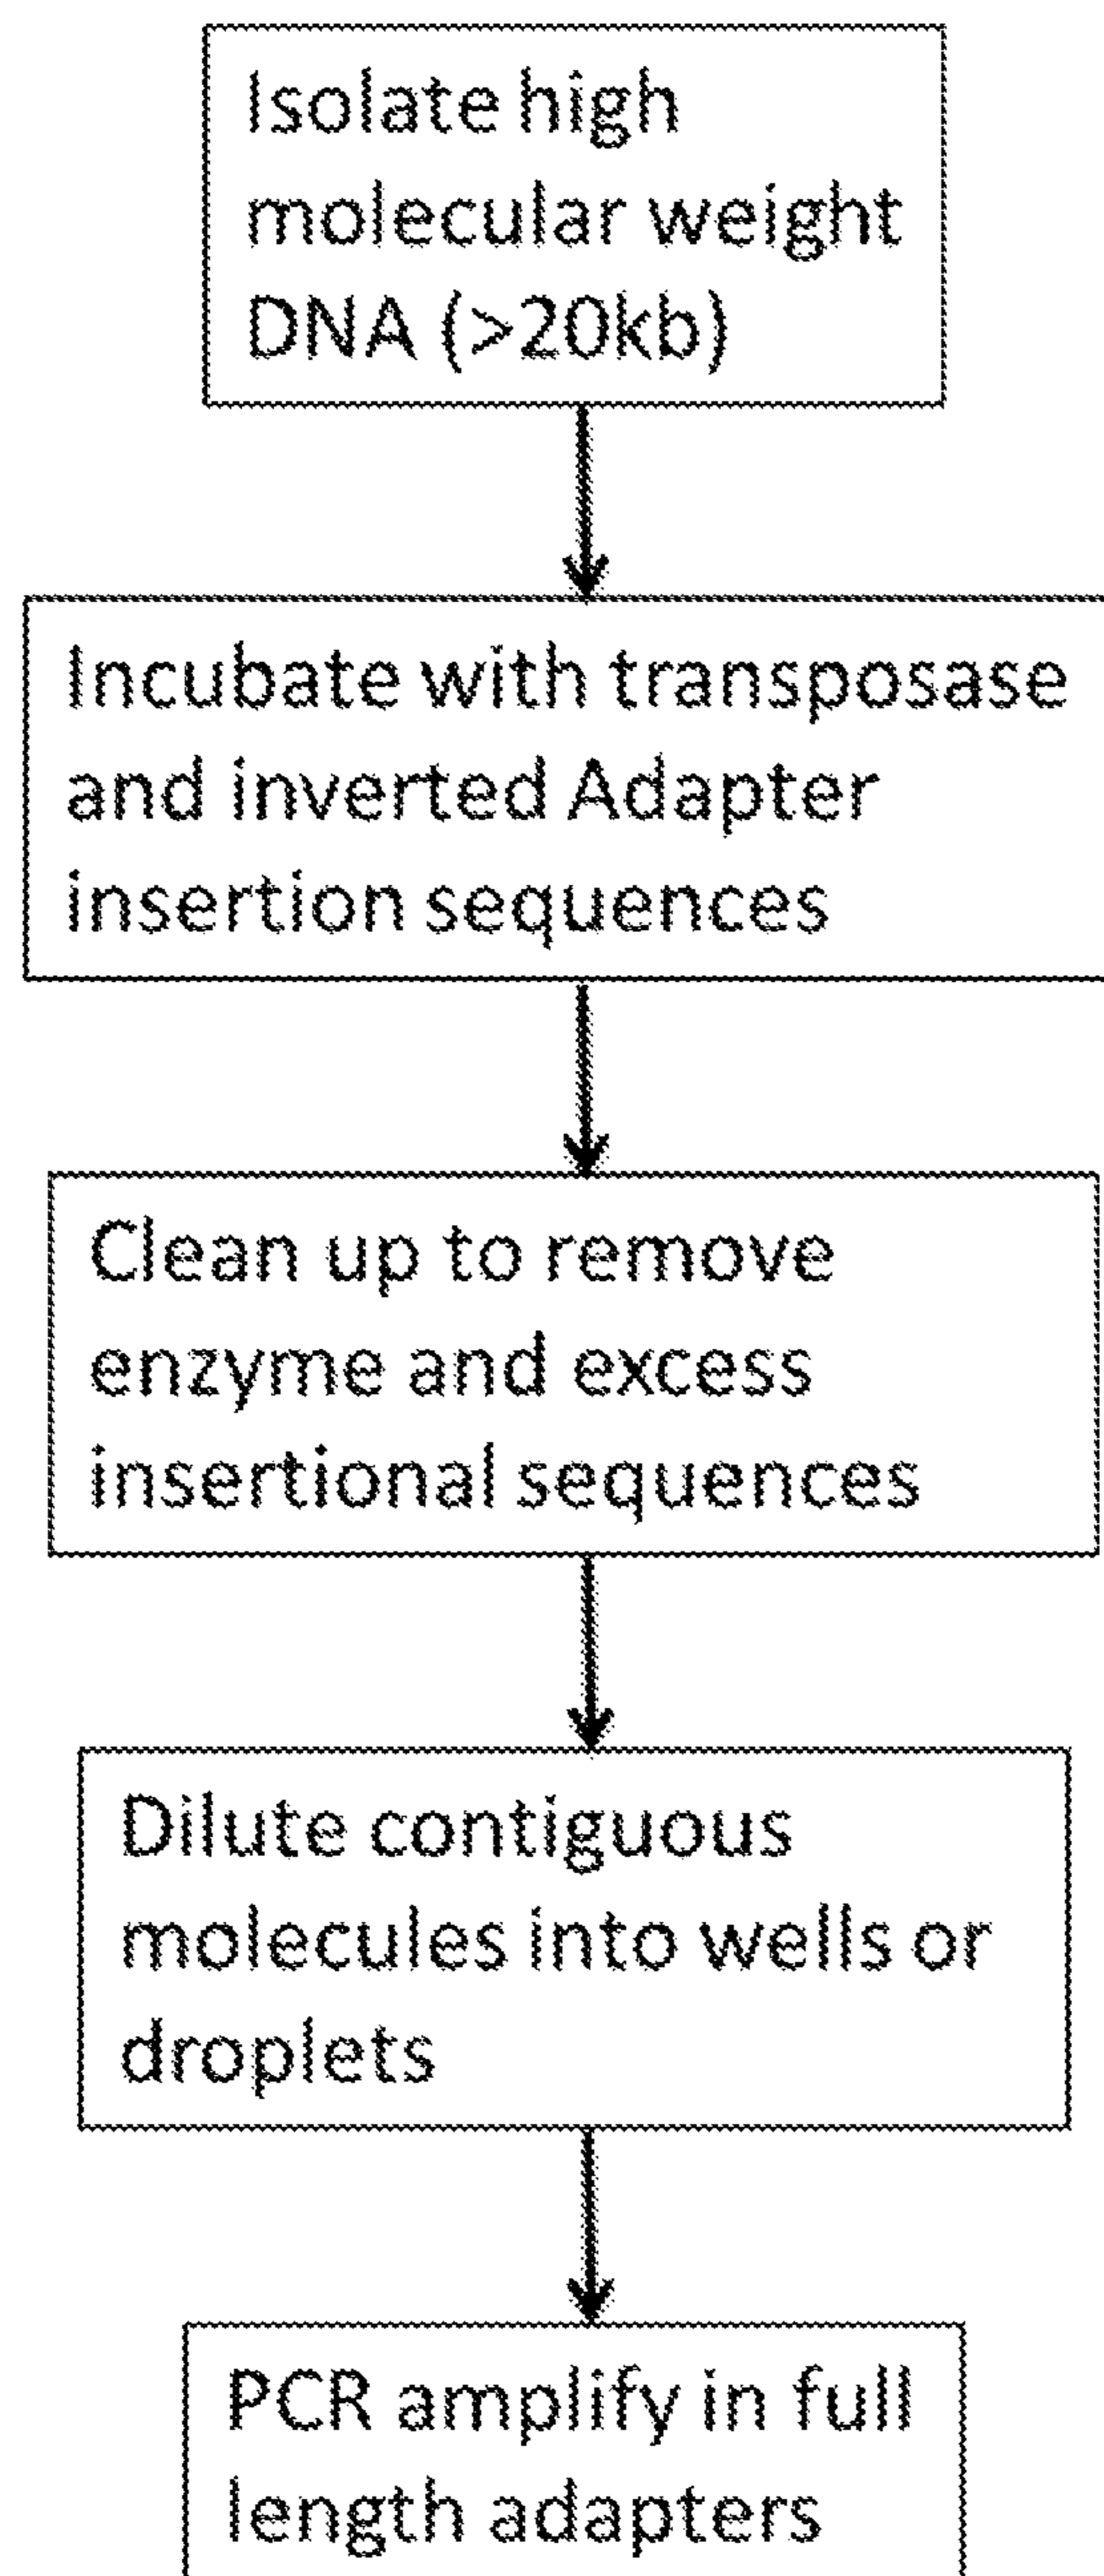 Isolate high
molecular weight
DNA (>20kb)
Incubate with transposase
and inverted Adapter
insertion sequences
Clean up to remove
enzyme and excess
insertional sequences
Dilute contiguous
molecules into wells or
droplets
PCR amplify in full
length adapters